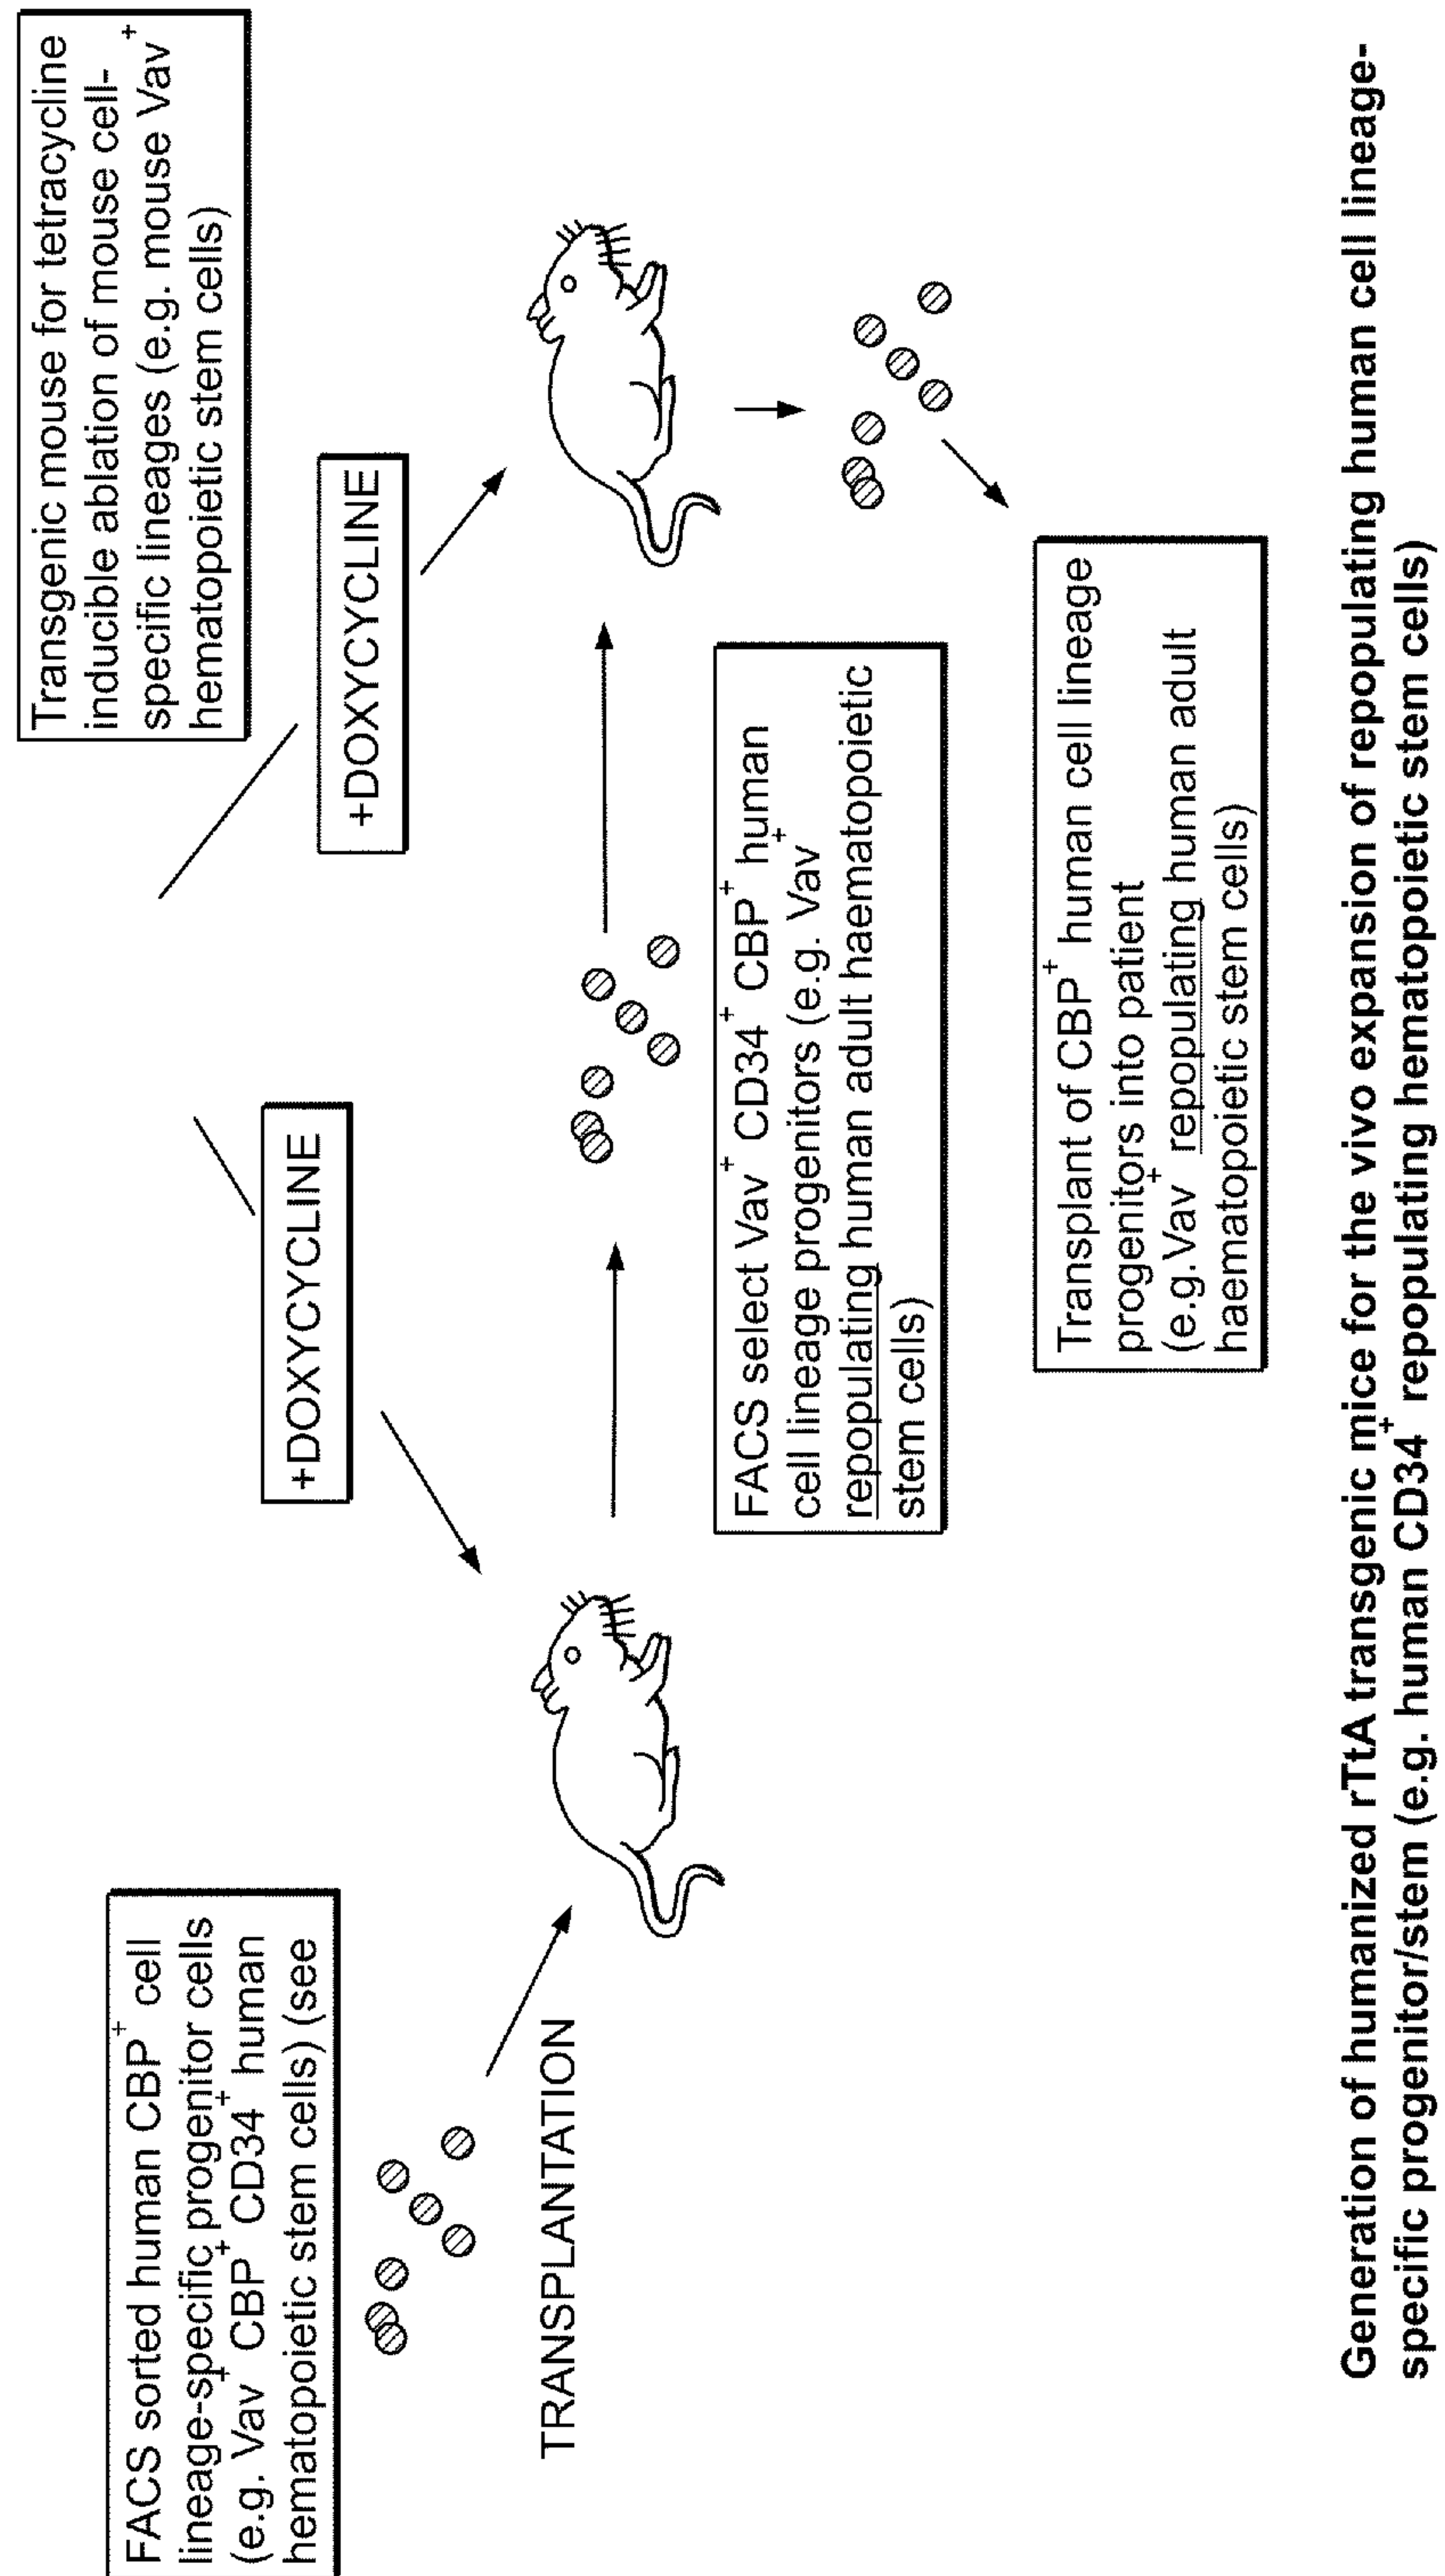 Transgenic mouse for tetracycline
inducible ablation of mouse cell-
specific lineages (e.g. mouse Vav⁺
hematopoietic stem cells)
FACS sorted human CBP⁺ cell
lineage-specific progenitor cells
(e.g. Vav⁺ CBP⁺ CD34⁺ human
hematopoietic stem cells) (see
+DOXYCYCLINE
+DOXYCYCLINE
TRANSPLANTATION
FACS select Vav⁺ CD34⁺ CBP⁺ human
cell lineage progenitors (e.g. Vav⁺
repopulating human adult haematopoietic
stem cells)
Transplant of CBP⁺ human cell lineage
progenitors into patient
(e.g.Vav⁺ repopulating human adult
haematopoietic stem cells)
Generation of humanized rTtA transgenic mice for the vivo expansion of repopulating human cell lineage-
specific progenitor/stem (e.g. human CD34⁺ repopulating hematopoietic stem cells)